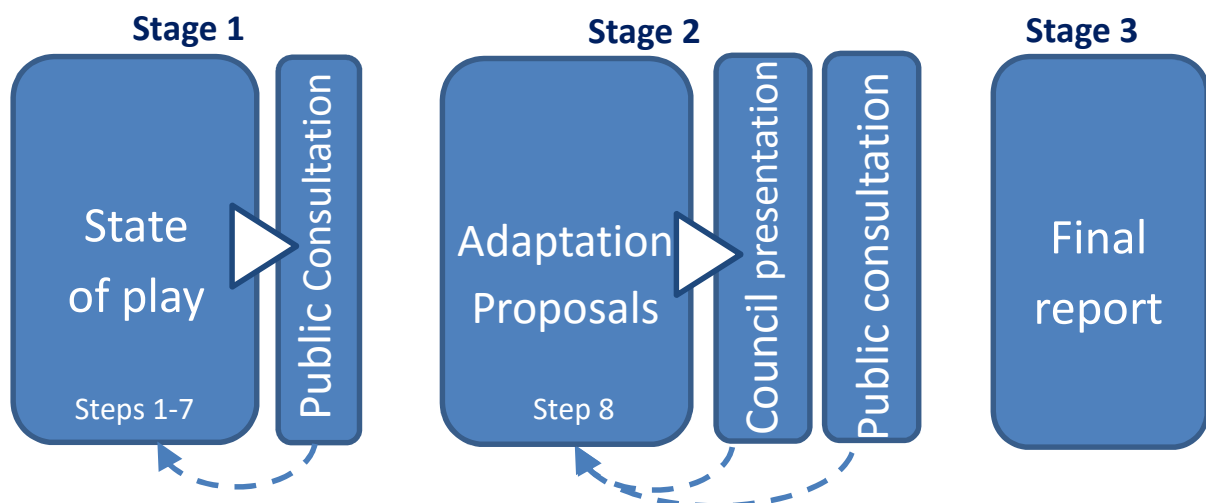 Stage 1
State
of play
Steps 1-7
Public Consultation
Stage 2
Adaptation
Proposals
Step 8
Council presentation
Public consultation
Stage 3
Final
report